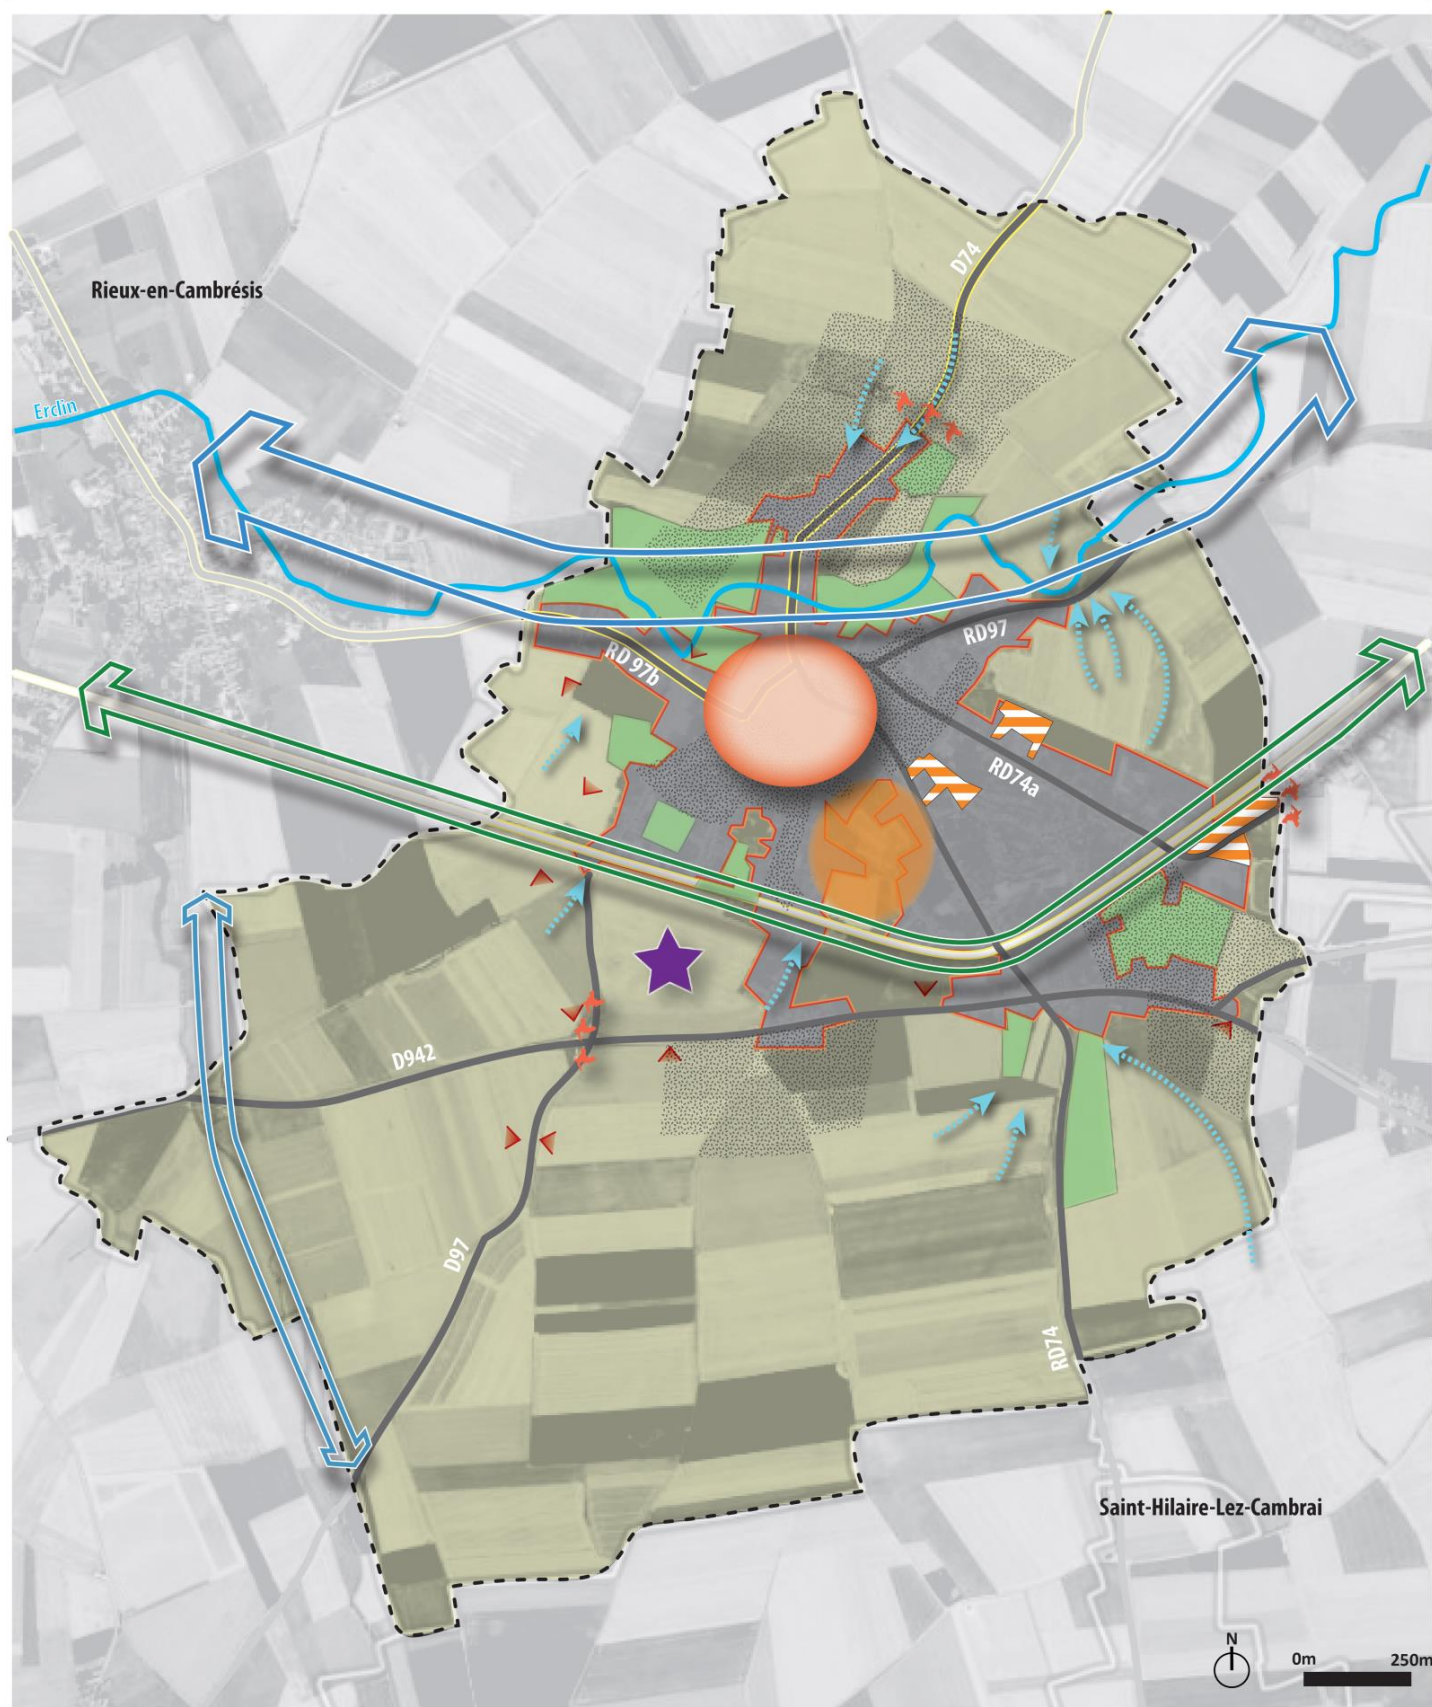 D74
Rieux-en-Cambrésis
Erclin
RD97
RD 97b
RD74a
D942
D97
RD74
Saint-Hilaire-Lez-Cambrai
N
0m 250m